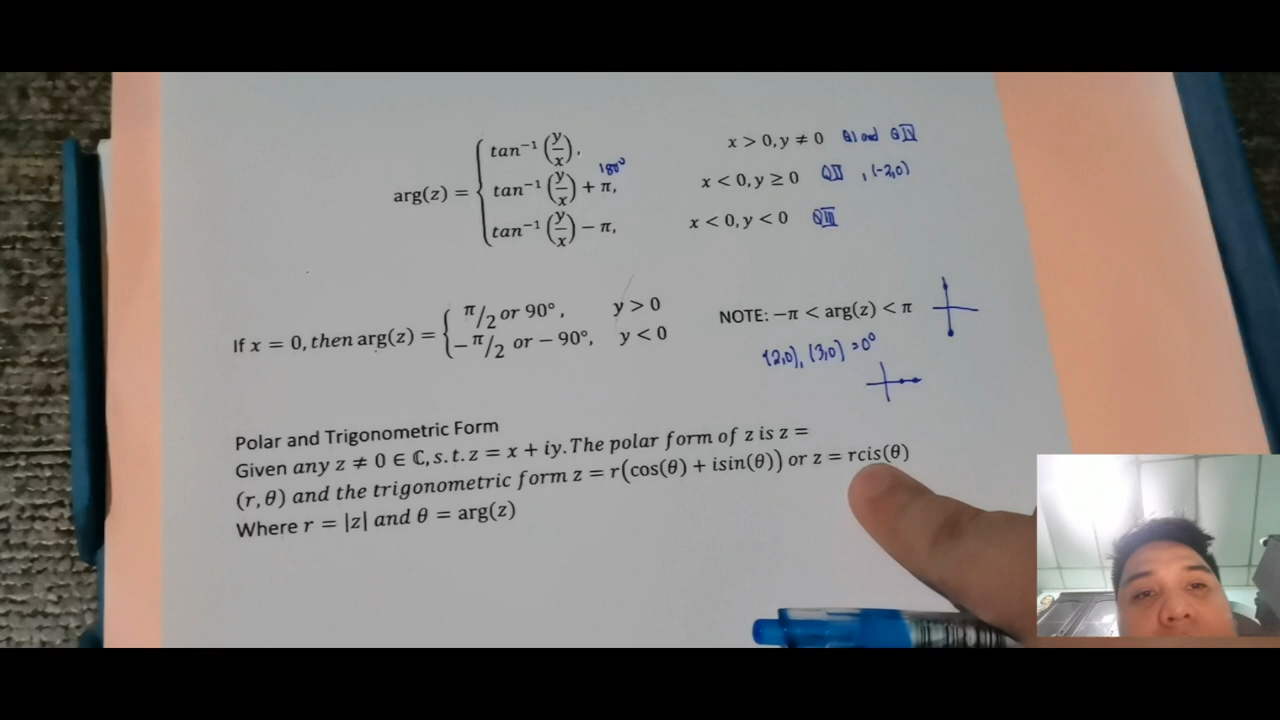 arg(z) = { tan⁻¹(y/x), x > 0, y ≠ 0 QI and QIV
tan⁻¹(y/x) + π, 180° x < 0, y ≥ 0 QII , (-2,0)
tan⁻¹(y/x) − π, x < 0, y < 0 QIII
If x = 0, then arg(z) = { π/2 or 90°, y > 0
−π/2 or − 90°, y < 0
NOTE: −π < arg(z) < π
(2,0), (3,0) = 0°
Polar and Trigonometric Form
Given any z ≠ 0 ∈ ℂ, s.t. z = x + iy. The polar form of z is z =
(r, θ) and the trigonometric form z = r(cos(θ) + isin(θ)) or z = rcis(θ)
Where r = |z| and θ = arg(z)